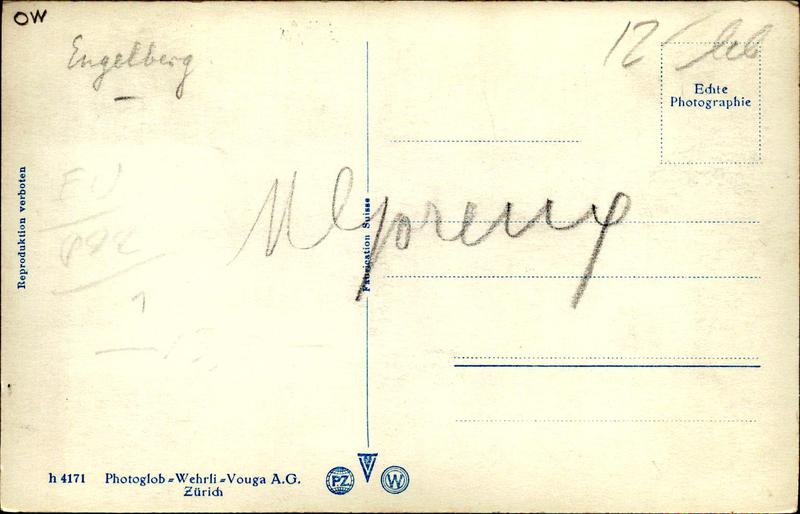 OW
Engelberg
12
Echte
Photographie
Reproduktion verboten
Fabrication Suisse
h 4171 Photoglob-Wehrli-Vouga A.G.
Zürich
PZ
V
W